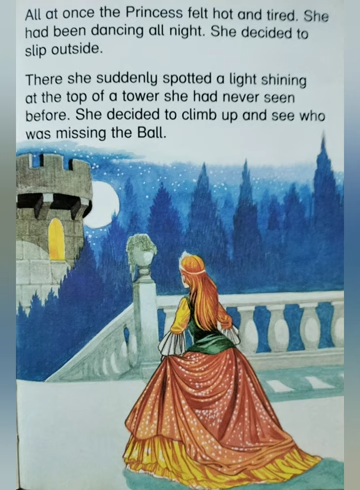 All at once the Princess felt hot and tired. She
had been dancing all night. She decided to
slip outside.
There she suddenly spotted a light shining
at the top of a tower she had never seen
before. She decided to climb up and see who
was missing the Ball.